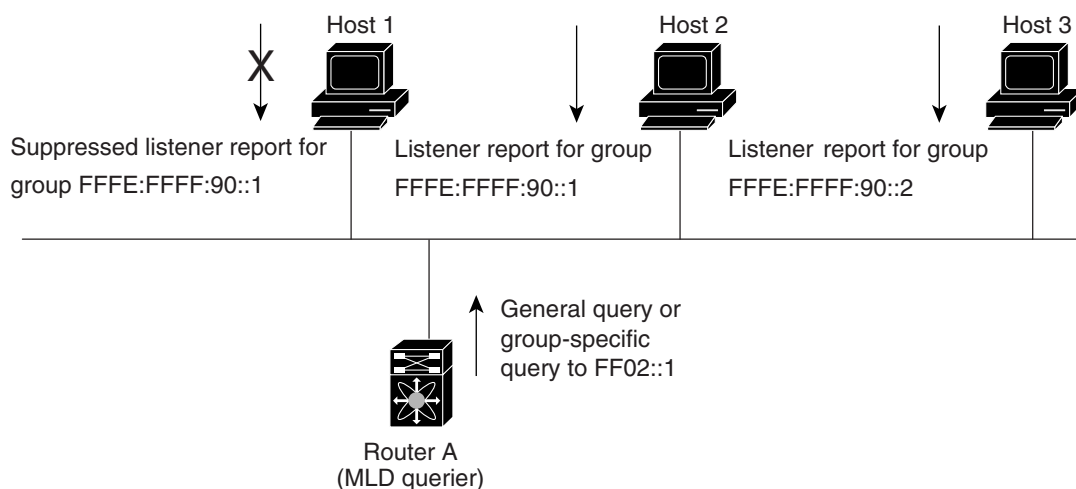 Host 1
Host 2
Host 3
X
Suppressed listener report for
group FFFE:FFFF:90::1
Listener report for group
FFFE:FFFF:90::1
Listener report for group
FFFE:FFFF:90::2
General query or
group-specific
query to FF02::1
Router A
(MLD querier)